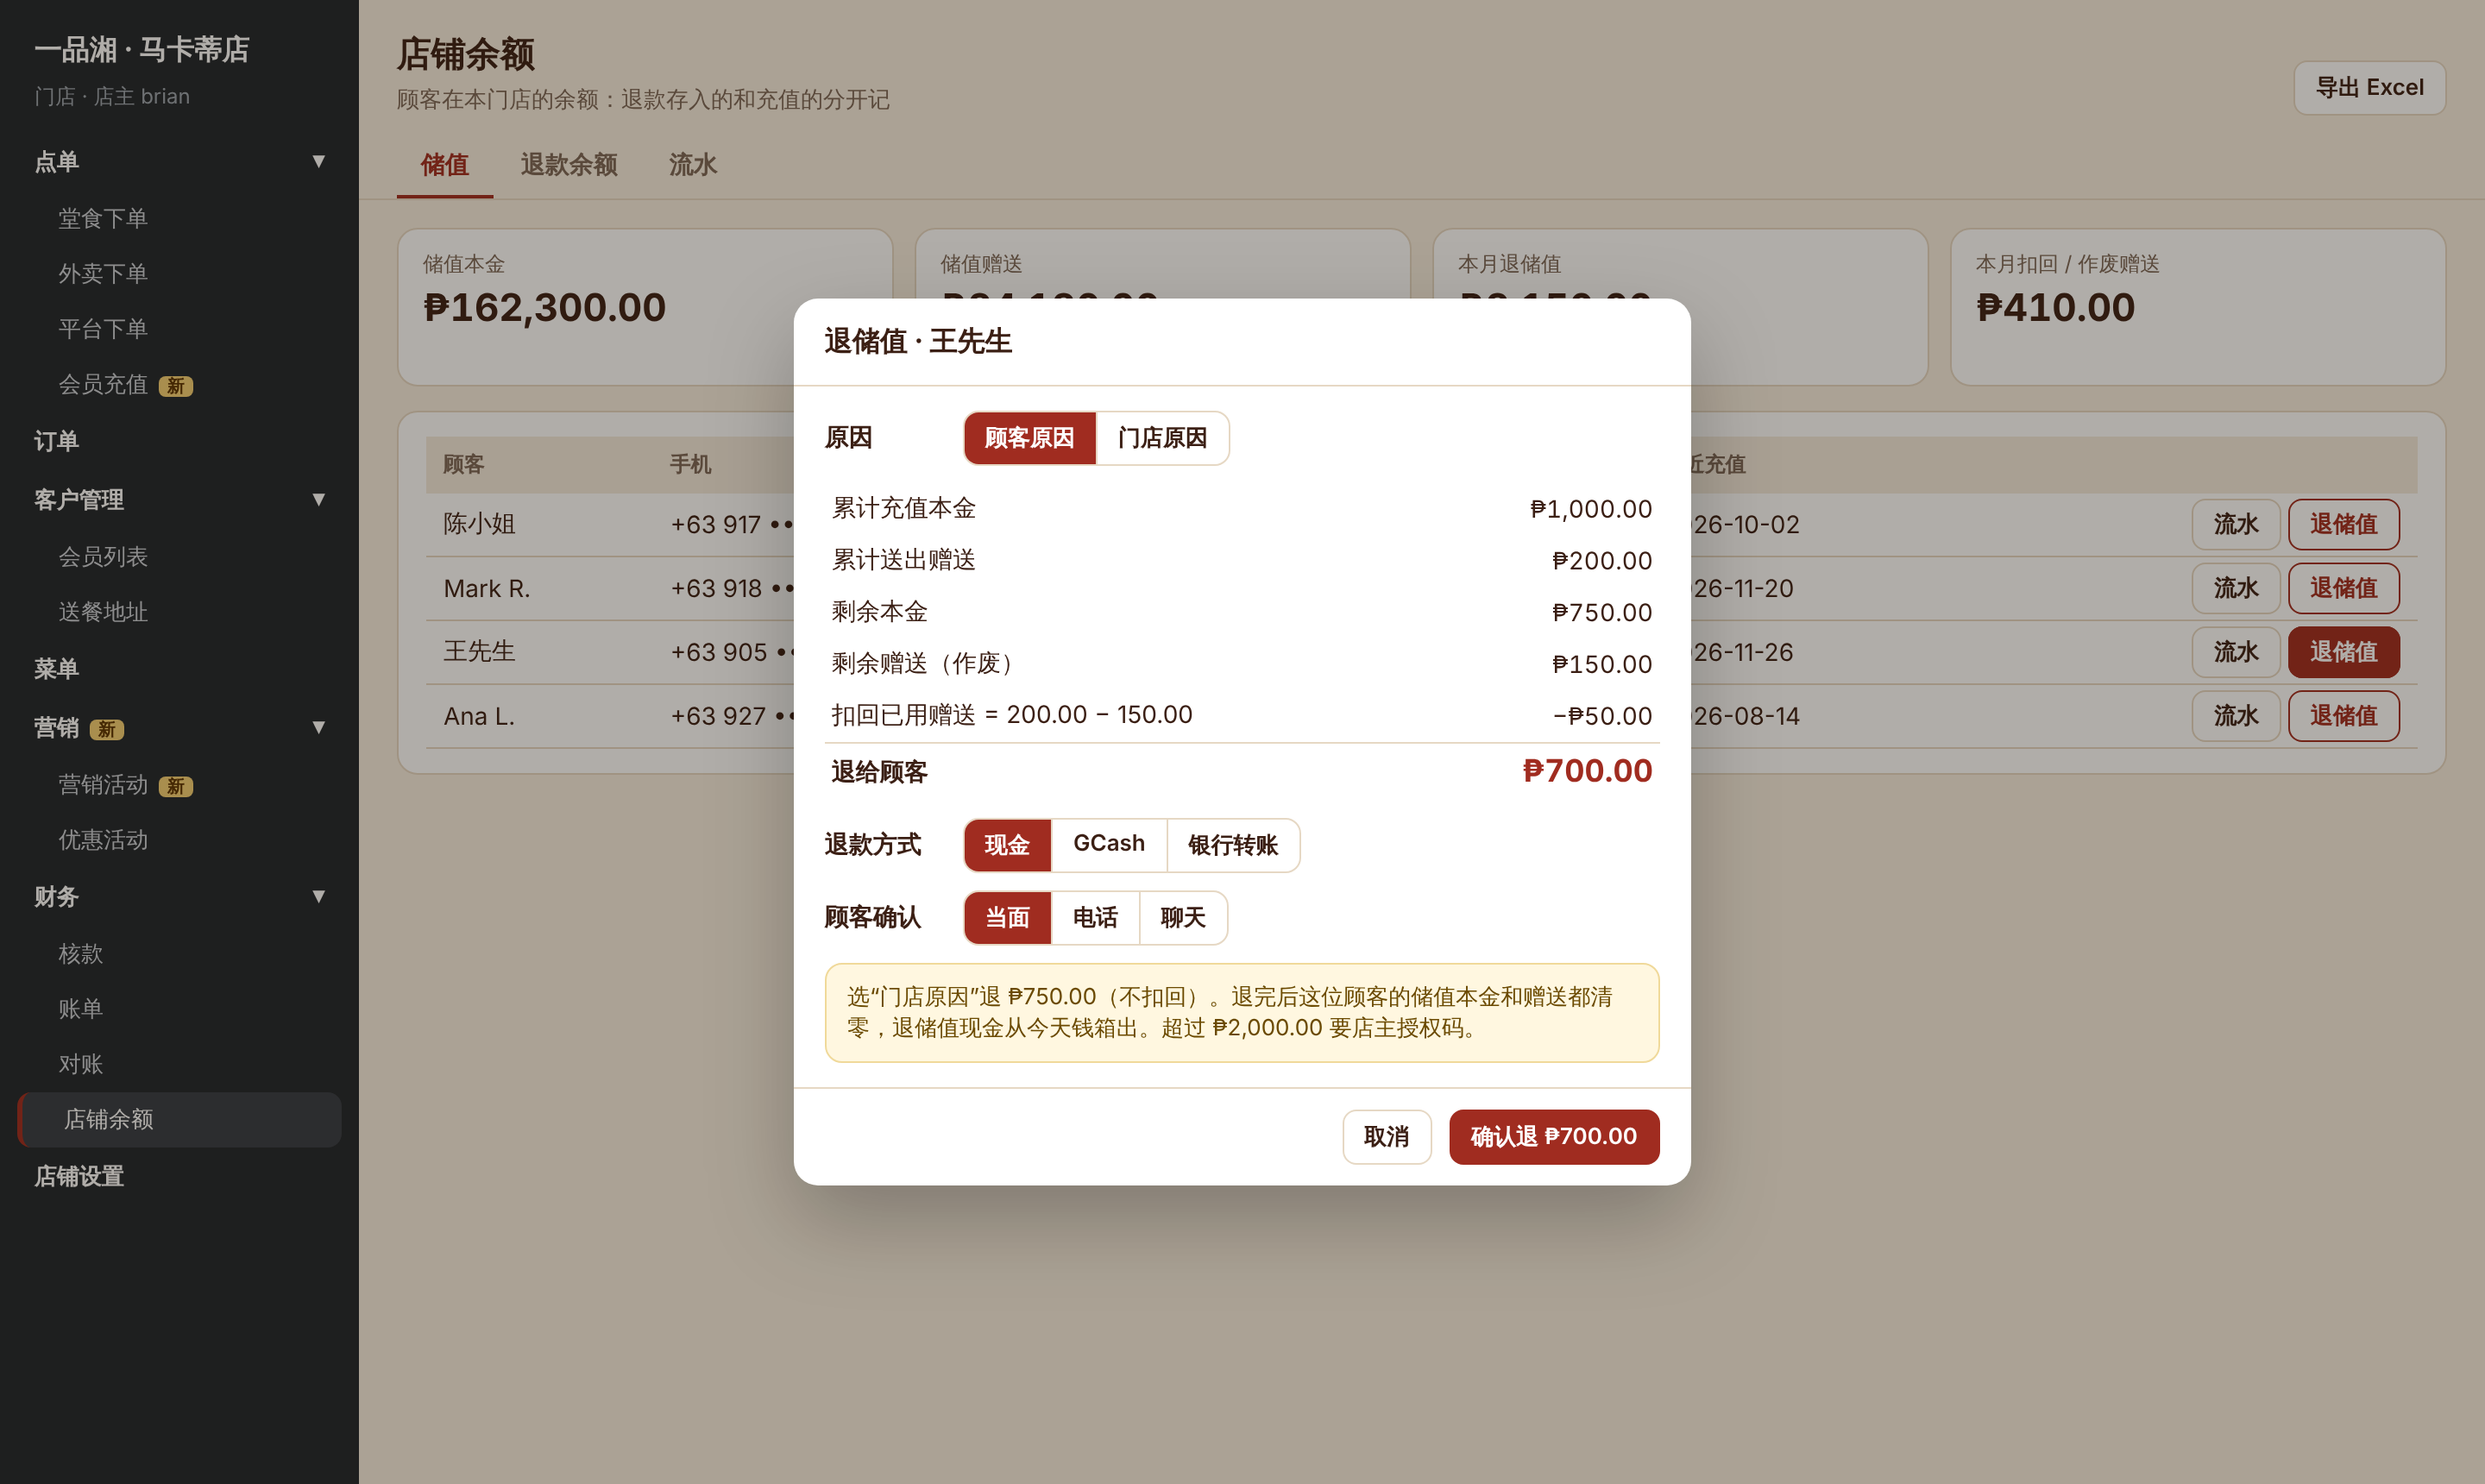 一品湘 · 马卡蒂店
门店 · 店主 brian
点单 ▼
堂食下单
外卖下单
平台下单
会员充值 新
订单
客户管理 ▼
会员列表
送餐地址
菜单
营销 新 ▼
营销活动 新
优惠活动
财务 ▼
核款
账单
对账
店铺余额
店铺设置
店铺余额
顾客在本门店的余额：退款存入的和充值的分开记
导出 Excel
储值 退款余额 流水
储值本金 储值赠送 本月退储值 本月扣回 / 作废赠送
₱162,300.00 ₱410.00
顾客 手机 近充值
陈小姐 +63 917 •• 26-10-02 流水 退储值
Mark R. +63 918 •• 26-11-20 流水 退储值
王先生 +63 905 •• 26-11-26 流水 退储值
Ana L. +63 927 •• 26-08-14 流水 退储值
退储值 · 王先生
原因 顾客原因 门店原因
累计充值本金 ₱1,000.00
累计送出赠送 ₱200.00
剩余本金 ₱750.00
剩余赠送（作废） ₱150.00
扣回已用赠送 = 200.00 − 150.00 −₱50.00
退给顾客 ₱700.00
退款方式 现金 GCash 银行转账
顾客确认 当面 电话 聊天
选“门店原因”退 ₱750.00（不扣回）。退完后这位顾客的储值本金和赠送都清
零，退储值现金从今天钱箱出。超过 ₱2,000.00 要店主授权码。
取消 确认退 ₱700.00